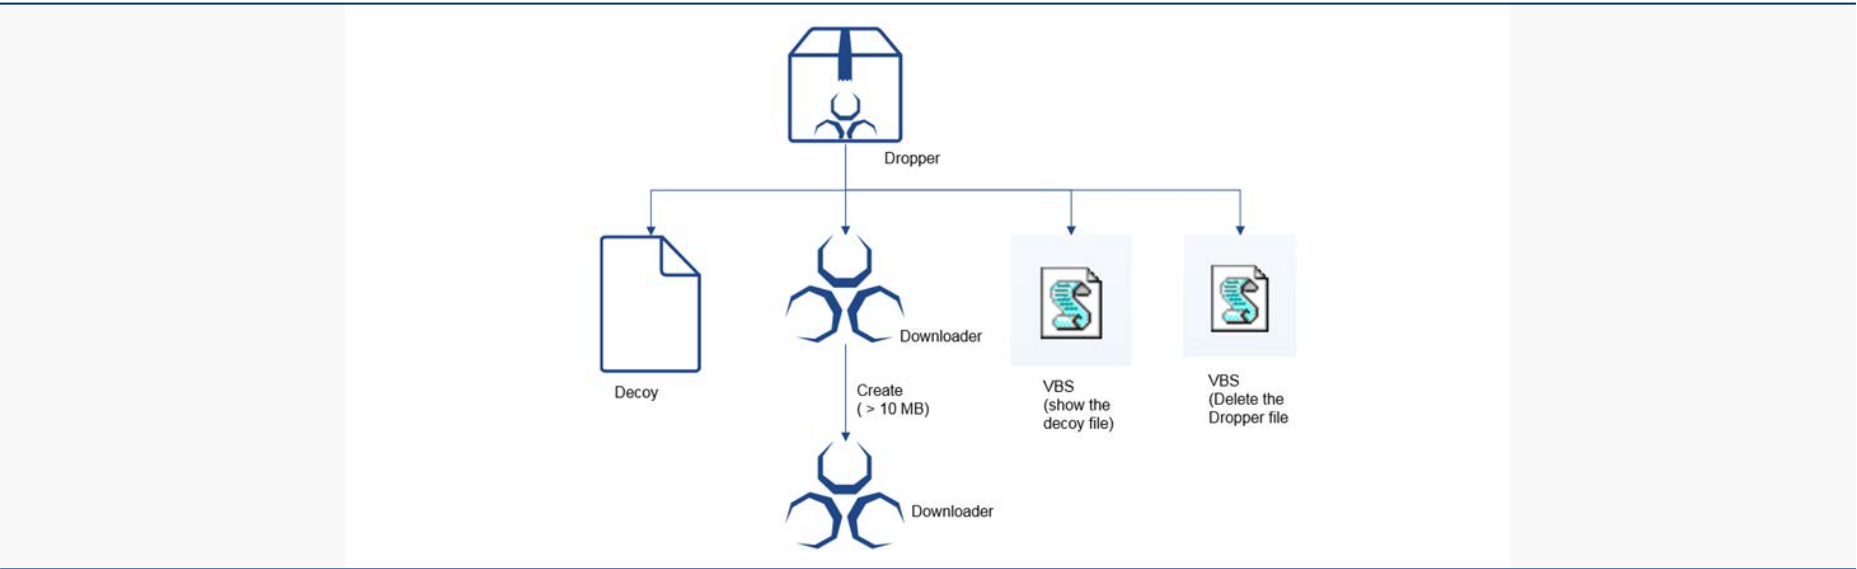 Dropper
Downloader
Decoy
Create
( > 10 MB)
VBS
(show the
decoy file)
VBS
(Delete the
Dropper file
Downloader